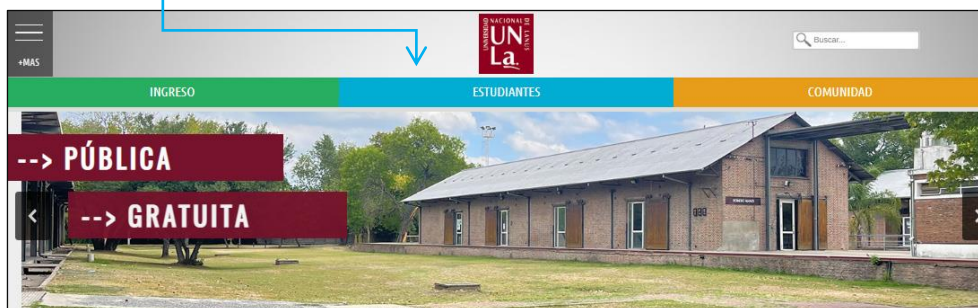 UNIVERSIDAD NACIONAL DE LANÚS
UN
La.
+MAS
Buscar...
INGRESO
ESTUDIANTES
COMUNIDAD
--> PÚBLICA
--> GRATUITA